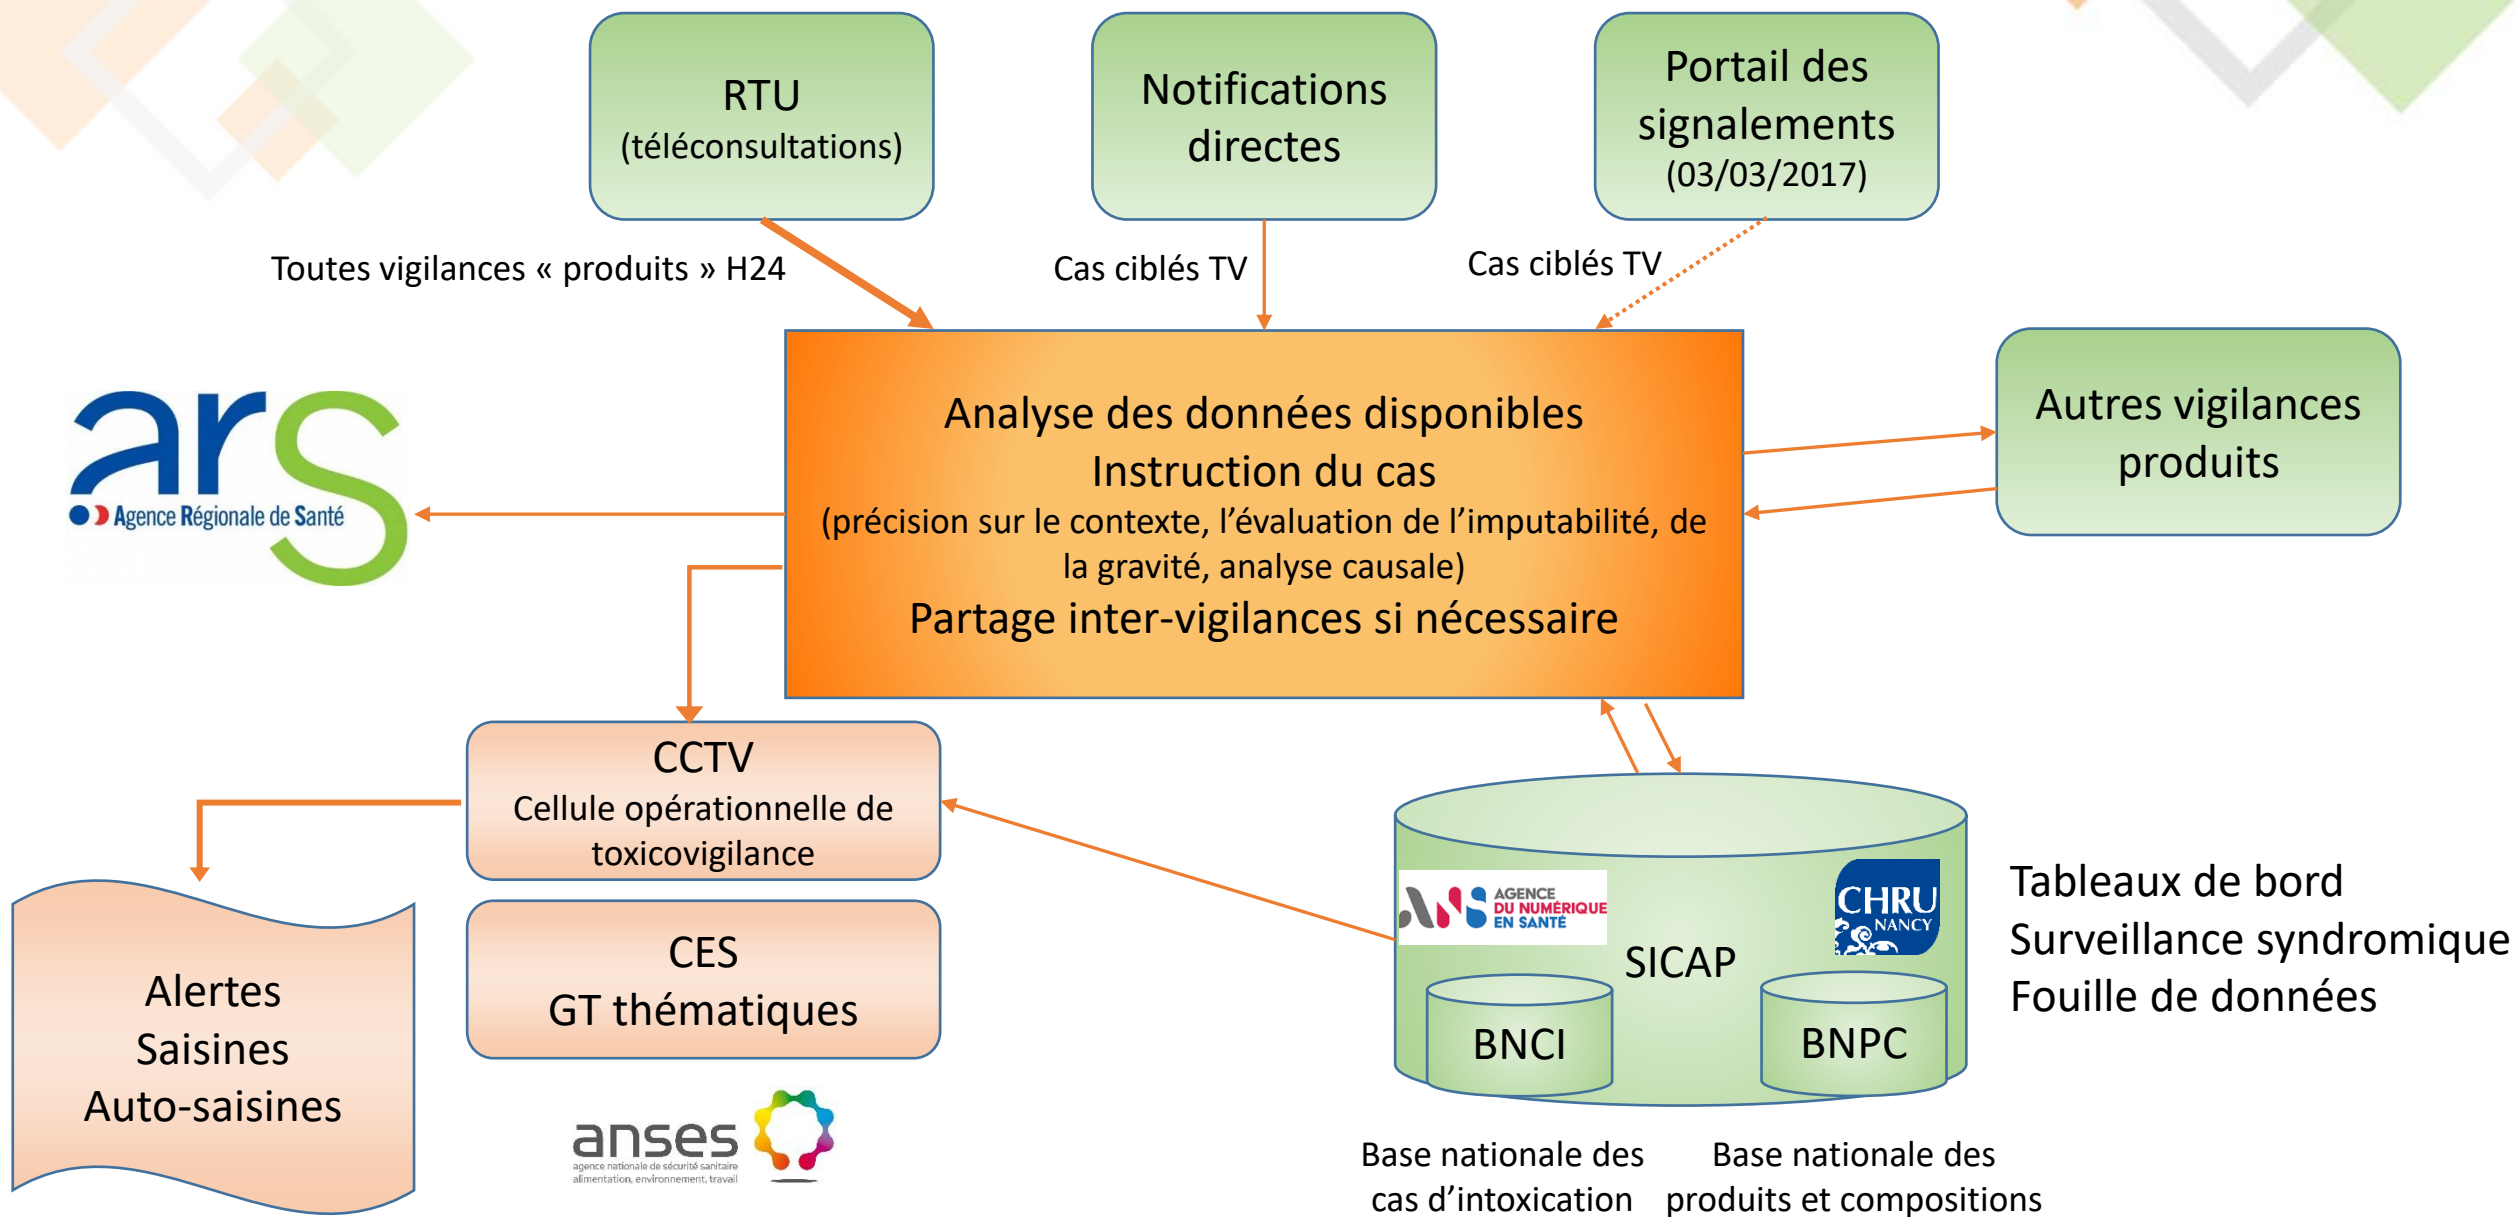 RTU
(téléconsultations)
Notifications
directes
Portail des
signalements
(03/03/2017)
Toutes vigilances « produits » H24
Cas ciblés TV
Cas ciblés TV
ars
Agence Régionale de Santé
Analyse des données disponibles
Instruction du cas
(précision sur le contexte, l’évaluation de l’imputabilité, de
la gravité, analyse causale)
Partage inter-vigilances si nécessaire
Autres vigilances
produits
CCTV
Cellule opérationnelle de
toxicovigilance
CES
GT thématiques
Alertes
Saisines
Auto-saisines
anses
agence nationale de sécurité sanitaire
alimentation, environnement, travail
ANS
AGENCE
DU NUMÉRIQUE
EN SANTÉ
CHRU
NANCY
SICAP
BNCI
BNPC
Tableaux de bord
Surveillance syndromique
Fouille de données
Base nationale des
cas d’intoxication
Base nationale des
produits et compositions